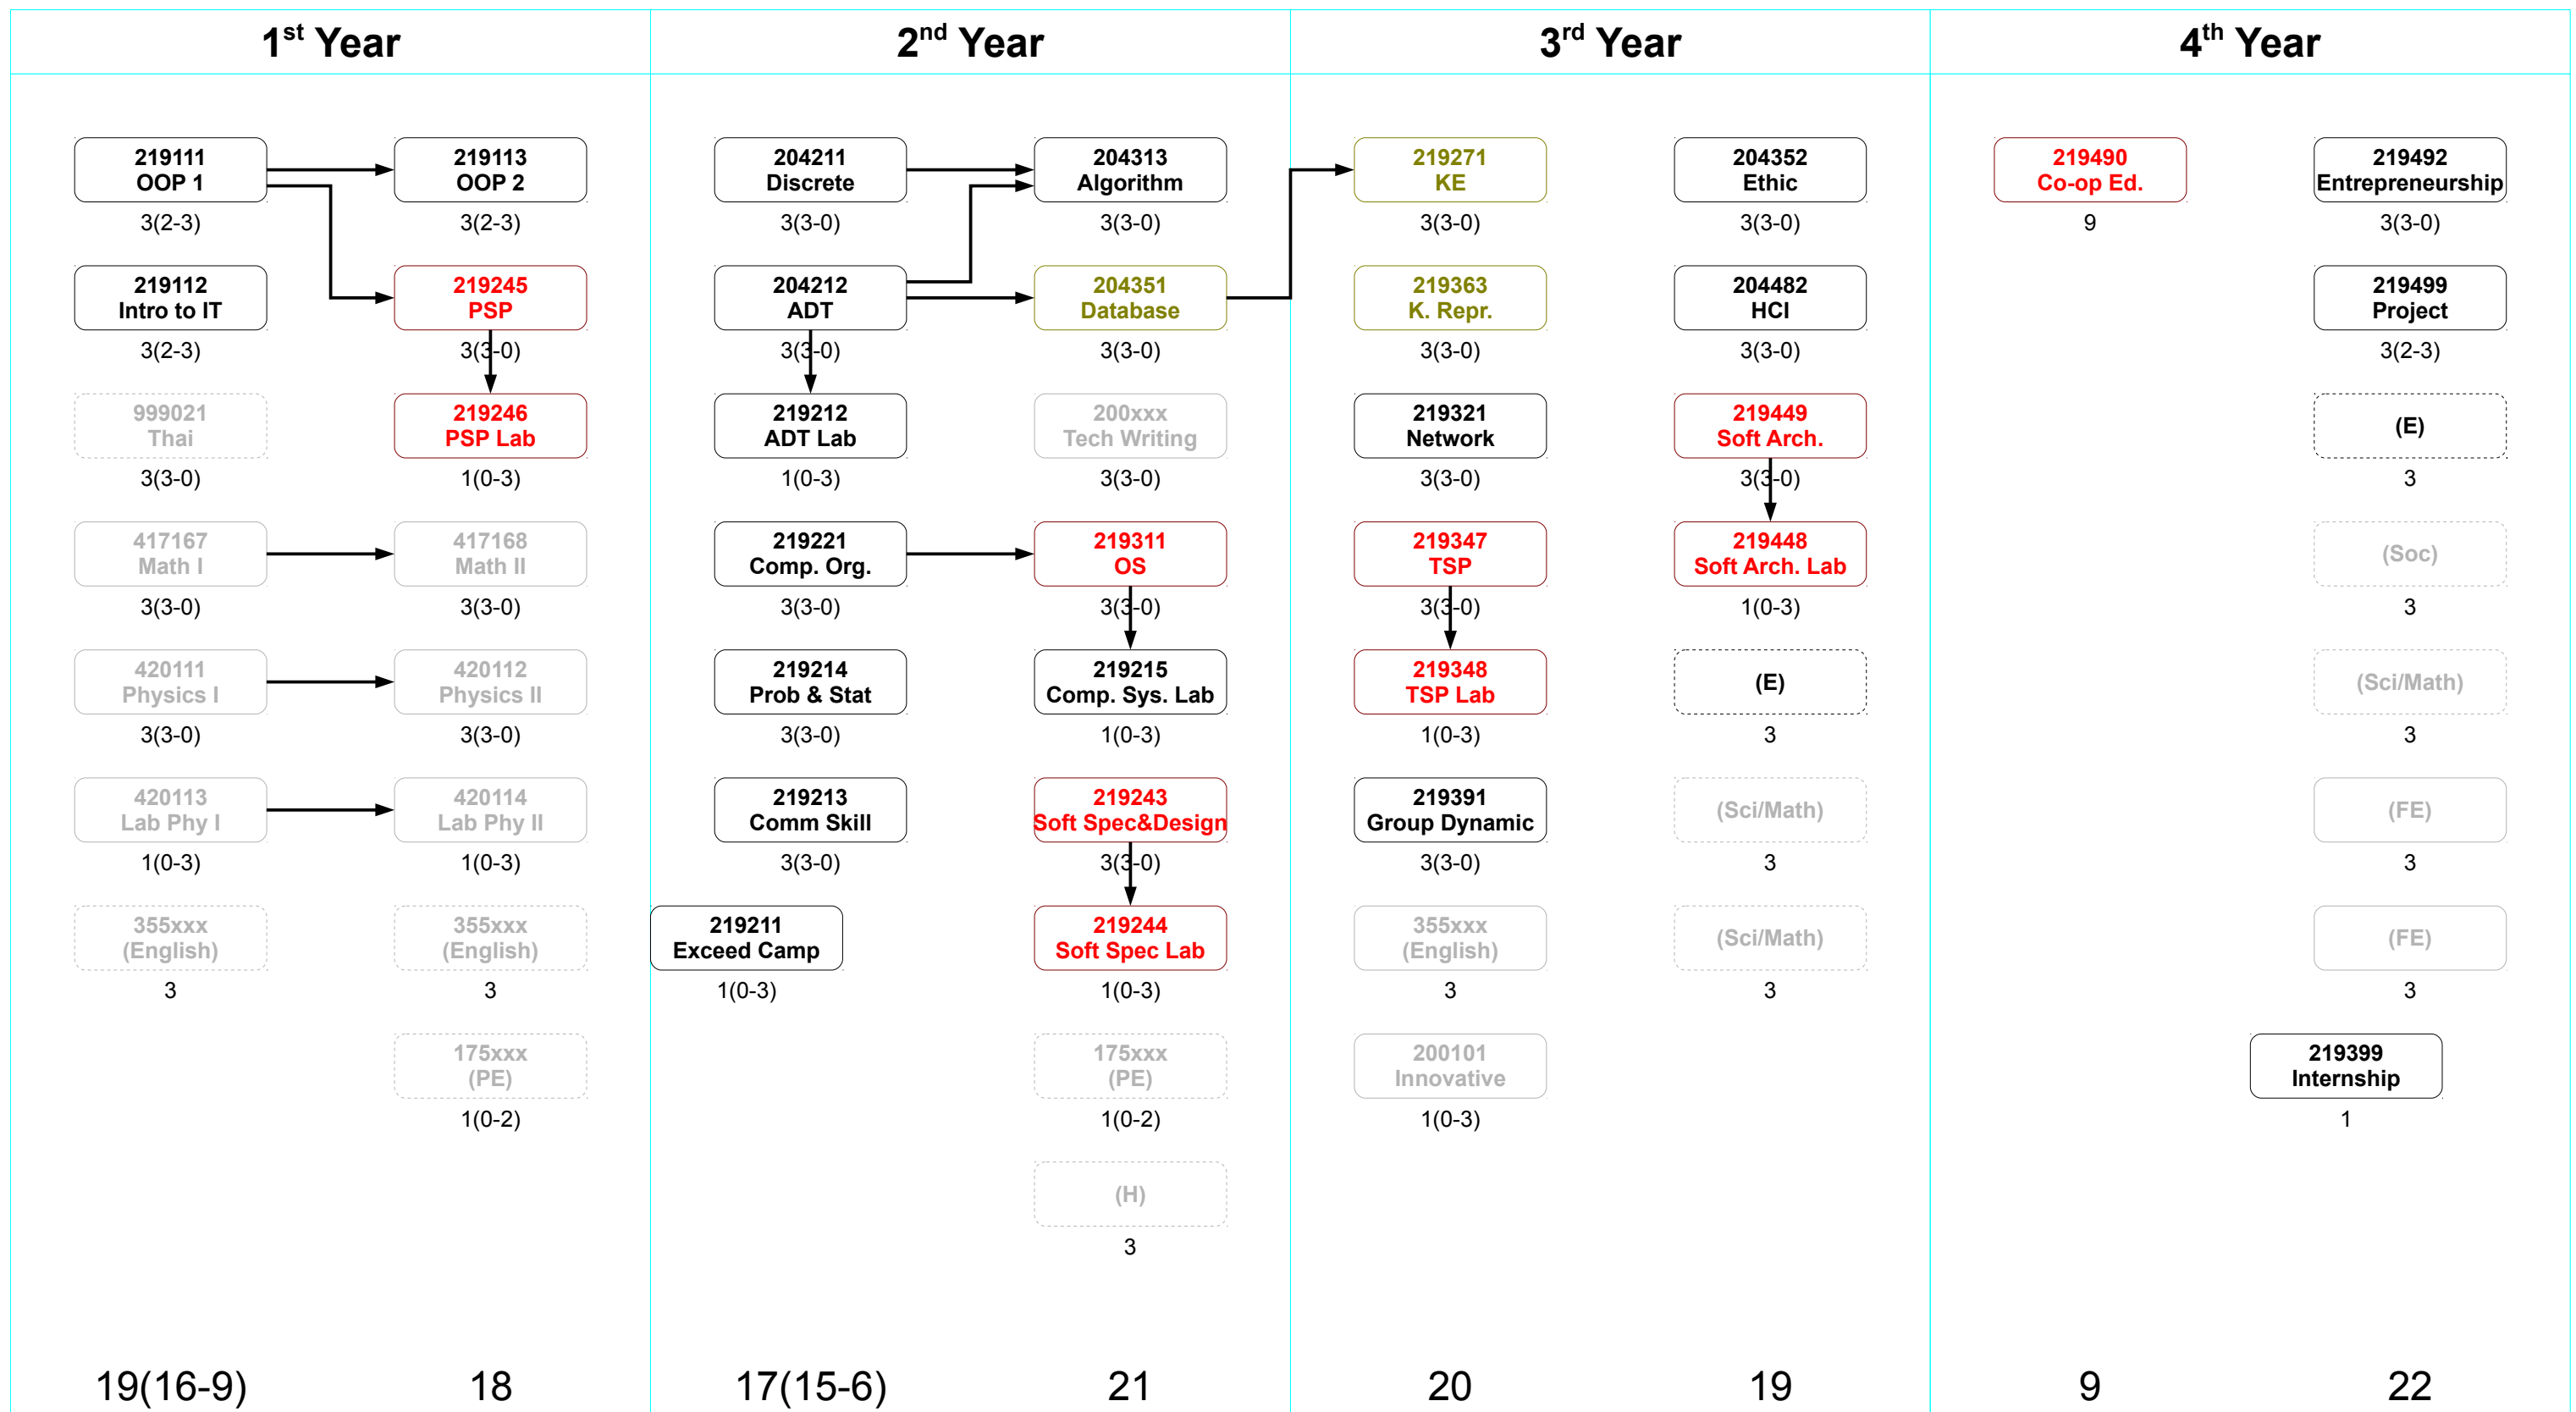 1st Year
2nd Year
3rd Year
4th Year
219111
OOP 1
3(2-3)
219112
Intro to IT
3(2-3)
999021
Thai
3(3-0)
417167
Math I
3(3-0)
420111
Physics I
3(3-0)
420113
Lab Phy I
1(0-3)
355xxx
(English)
3
19(16-9)
219113
OOP 2
3(2-3)
219245
PSP
3(3-0)
219246
PSP Lab
1(0-3)
417168
Math II
3(3-0)
420112
Physics II
3(3-0)
420114
Lab Phy II
1(0-3)
355xxx
(English)
3
175xxx
(PE)
1(0-2)
18
204211
Discrete
3(3-0)
204212
ADT
3(3-0)
219212
ADT Lab
1(0-3)
219221
Comp. Org.
3(3-0)
219214
Prob & Stat
3(3-0)
219213
Comm Skill
3(3-0)
219211
Exceed Camp
1(0-3)
17(15-6)
204313
Algorithm
3(3-0)
204351
Database
3(3-0)
200xxx
Tech Writing
3(3-0)
219311
OS
3(3-0)
219215
Comp. Sys. Lab
1(0-3)
219243
Soft Spec&Design
3(3-0)
219244
Soft Spec Lab
1(0-3)
175xxx
(PE)
1(0-2)
(H)
3
21
219271
KE
3(3-0)
219363
K. Repr.
3(3-0)
219321
Network
3(3-0)
219347
TSP
3(3-0)
219348
TSP Lab
1(0-3)
219391
Group Dynamic
3(3-0)
355xxx
(English)
3
200101
Innovative
1(0-3)
20
204352
Ethic
3(3-0)
204482
HCI
3(3-0)
219449
Soft Arch.
3(3-0)
219448
Soft Arch. Lab
1(0-3)
(E)
3
(Sci/Math)
3
(Sci/Math)
3
19
219490
Co-op Ed.
9
9
219492
Entrepreneurship
3(3-0)
219499
Project
3(2-3)
(E)
3
(Soc)
3
(Sci/Math)
3
(FE)
3
(FE)
3
219399
Internship
1
22